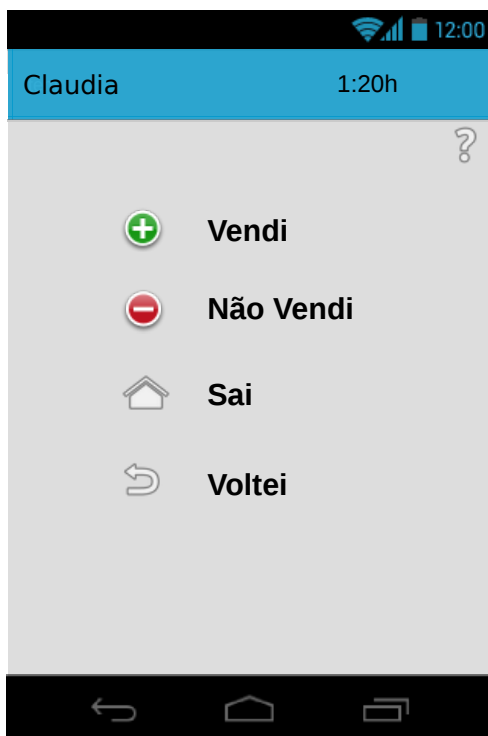 12:00
Claudia 1:20h
?
Vendi
Não Vendi
Sai
Voltei